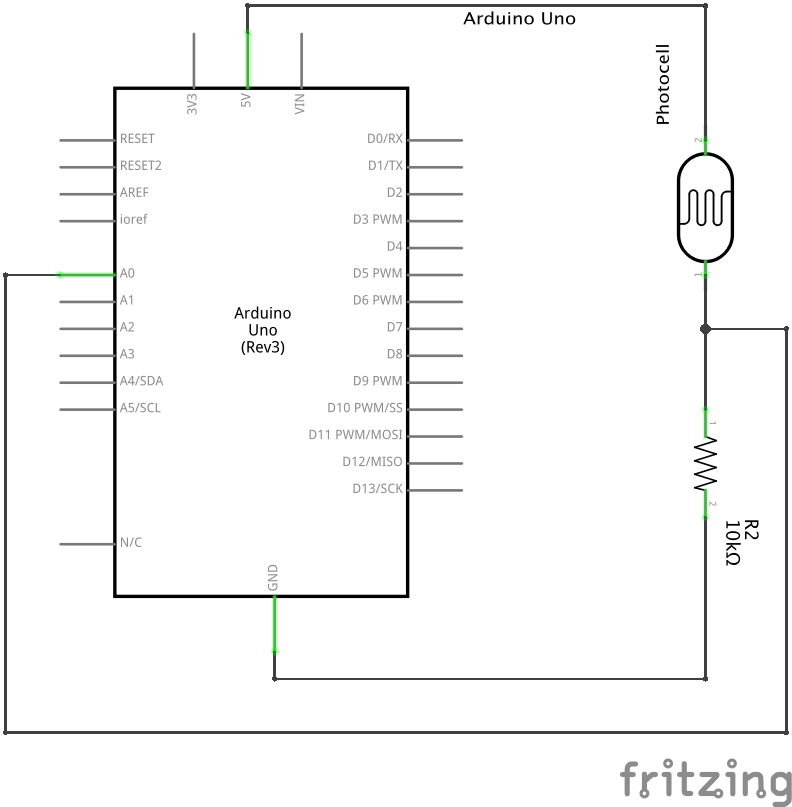 Arduino Uno
Photocell
3V3
5V
VIN
RESET
RESET2
AREF
ioref
A0
A1
A2
A3
A4/SDA
A5/SCL
N/C
D0/RX
D1/TX
D2
D3 PWM
D4
D5 PWM
D6 PWM
D7
D8
D9 PWM
D10 PWM/SS
D11 PWM/MOSI
D12/MISO
D13/SCK
Arduino
Uno
(Rev3)
GND
2
1
1
2
R2
10kΩ
fritzing